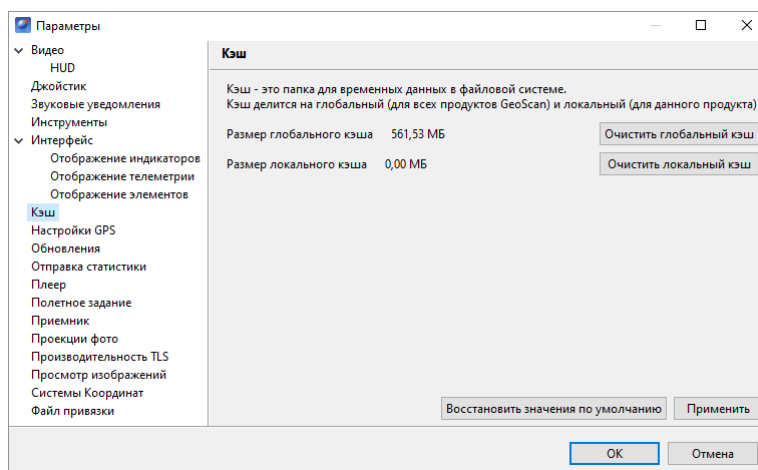 Параметры
Видео
HUD
Джойстик
Звуковые уведомления
Инструменты
Интерфейс
Отображение индикаторов
Отображение телеметрии
Отображение элементов
Кэш
Настройки GPS
Обновления
Отправка статистики
Плеер
Полетное задание
Приемник
Проекции фото
Производительность TLS
Просмотр изображений
Системы Координат
Файл привязки
Кэш
Кэш - это папка для временных данных в файловой системе.
Кэш делится на глобальный (для всех продуктов GeoScan) и локальный (для данного продукта)
Размер глобального кэша 561,53 МБ Очистить глобальный кэш
Размер локального кэша 0,00 МБ Очистить локальный кэш
Восстановить значения по умолчанию Применить
ОК Отмена